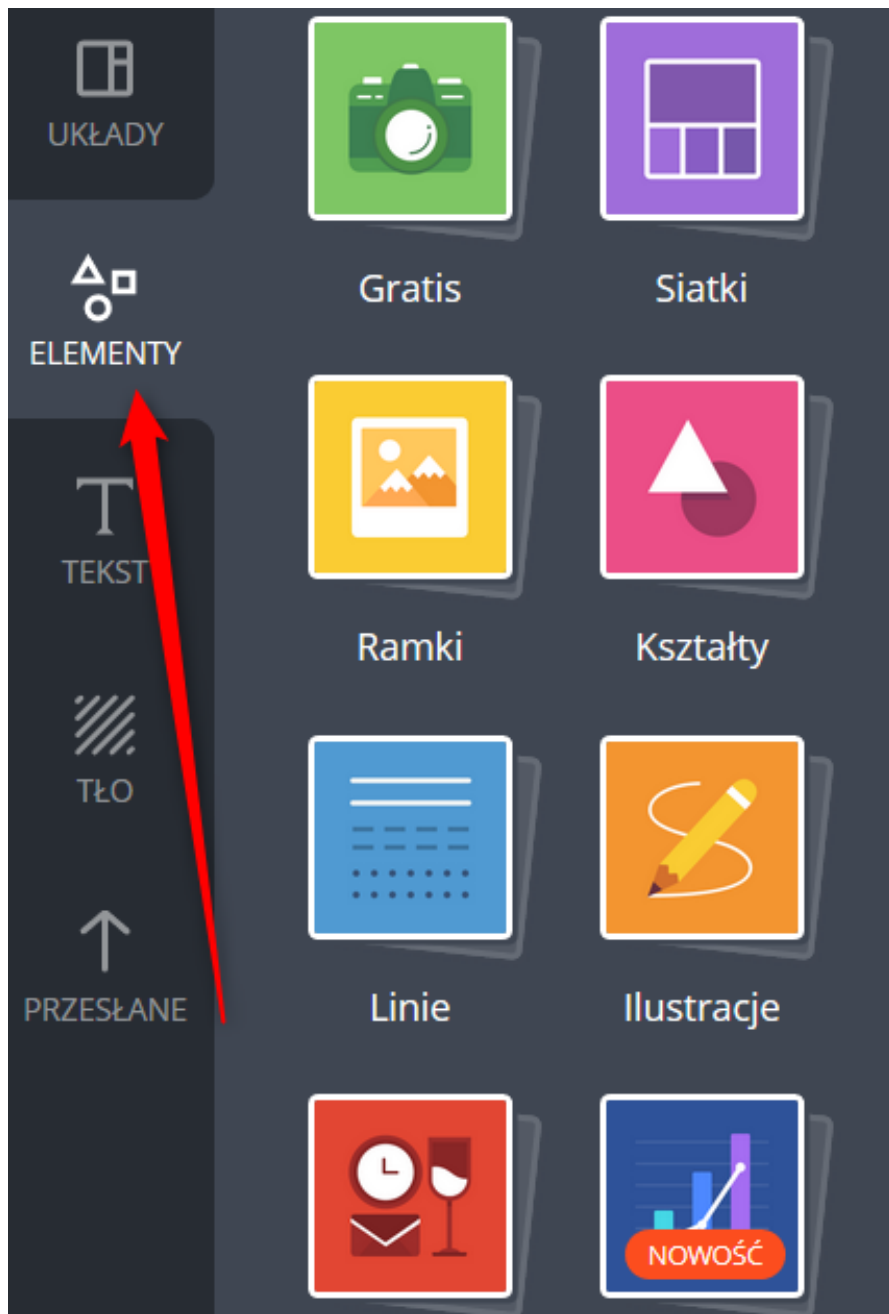 UKŁADY
ELEMENTY
TEKST
TŁO
PRZESŁANE
Gratis
Siatki
Ramki
Kształty
Linie
Ilustracje
NOWOŚĆ